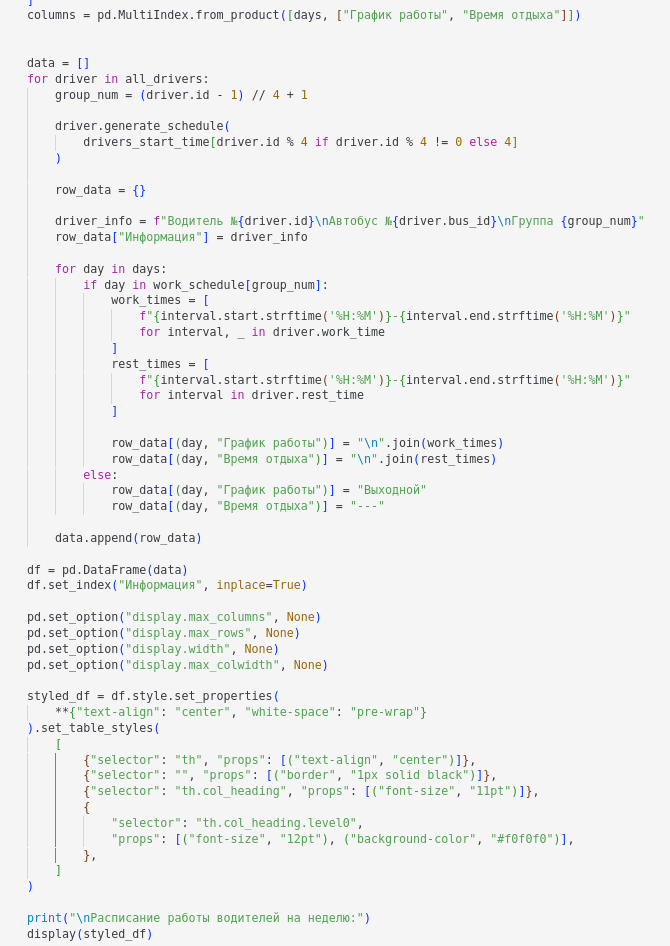 ]
columns = pd.MultiIndex.from_product([days, ["График работы", "Время отдыха"]])
data = []
for driver in all_drivers:
    group_num = (driver.id - 1) // 4 + 1
    driver.generate_schedule(
        drivers_start_time[driver.id % 4 if driver.id % 4 != 0 else 4]
    )
    row_data = {}
    driver_info = f"Водитель №{driver.id}\nАвтобус №{driver.bus_id}\nГруппа {group_num}"
    row_data["Информация"] = driver_info
    for day in days:
        if day in work_schedule[group_num]:
            work_times = [
                f"{interval.start.strftime('%H:%M')}-{interval.end.strftime('%H:%M')}"
                for interval, _ in driver.work_time
            ]
            rest_times = [
                f"{interval.start.strftime('%H:%M')}-{interval.end.strftime('%H:%M')}"
                for interval in driver.rest_time
            ]
            row_data[(day, "График работы")] = "\n".join(work_times)
            row_data[(day, "Время отдыха")] = "\n".join(rest_times)
        else:
            row_data[(day, "График работы")] = "Выходной"
            row_data[(day, "Время отдыха")] = "---"
    data.append(row_data)
df = pd.DataFrame(data)
df.set_index("Информация", inplace=True)
pd.set_option("display.max_columns", None)
pd.set_option("display.max_rows", None)
pd.set_option("display.width", None)
pd.set_option("display.max_colwidth", None)
styled_df = df.style.set_properties(
    **{"text-align": "center", "white-space": "pre-wrap"}
).set_table_styles(
    [
        {"selector": "th", "props": [("text-align", "center")]},
        {"selector": "", "props": [("border", "1px solid black")]},
        {"selector": "th.col_heading", "props": [("font-size", "11pt")]},
        {
            "selector": "th.col_heading.level0",
            "props": [("font-size", "12pt"), ("background-color", "#f0f0f0")],
        },
    ]
)
print("\nРасписание работы водителей на неделю:")
display(styled_df)